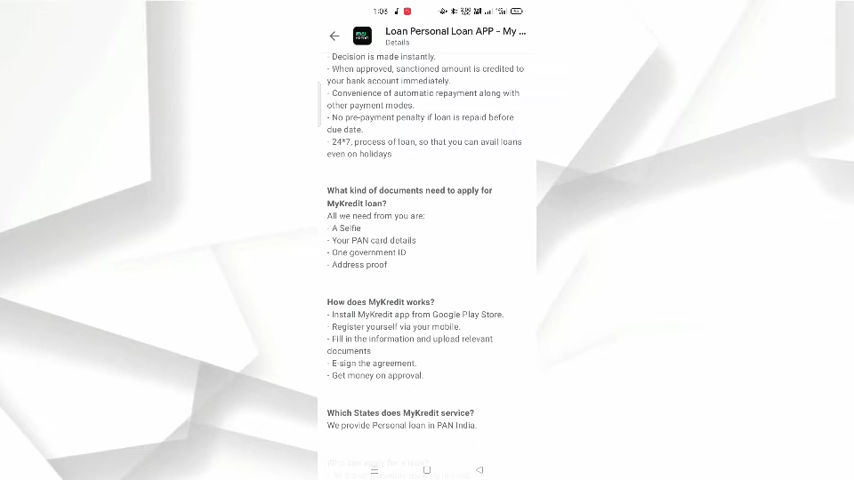 1:06
Loan Personal Loan APP - My ...
Details
- Decision is made instantly.
- When approved, sanctioned amount is credited to
your bank account immediately.
- Convenience of automatic repayment along with
other payment modes.
- No pre-payment penalty if loan is repaid before
due date.
- 24*7, process of loan, so that you can avail loans
even on holidays
What kind of documents need to apply for
MyKredit loan?
All we need from you are:
- A Selfie
- Your PAN card details
- One government ID
- Address proof
How does MyKredit works?
- Install MyKredit app from Google Play Store.
- Register yourself via your mobile.
- Fill in the information and upload relevant
documents
- E-sign the agreement.
- Get money on approval.
Which States does MyKredit service?
We provide Personal loan in PAN India.